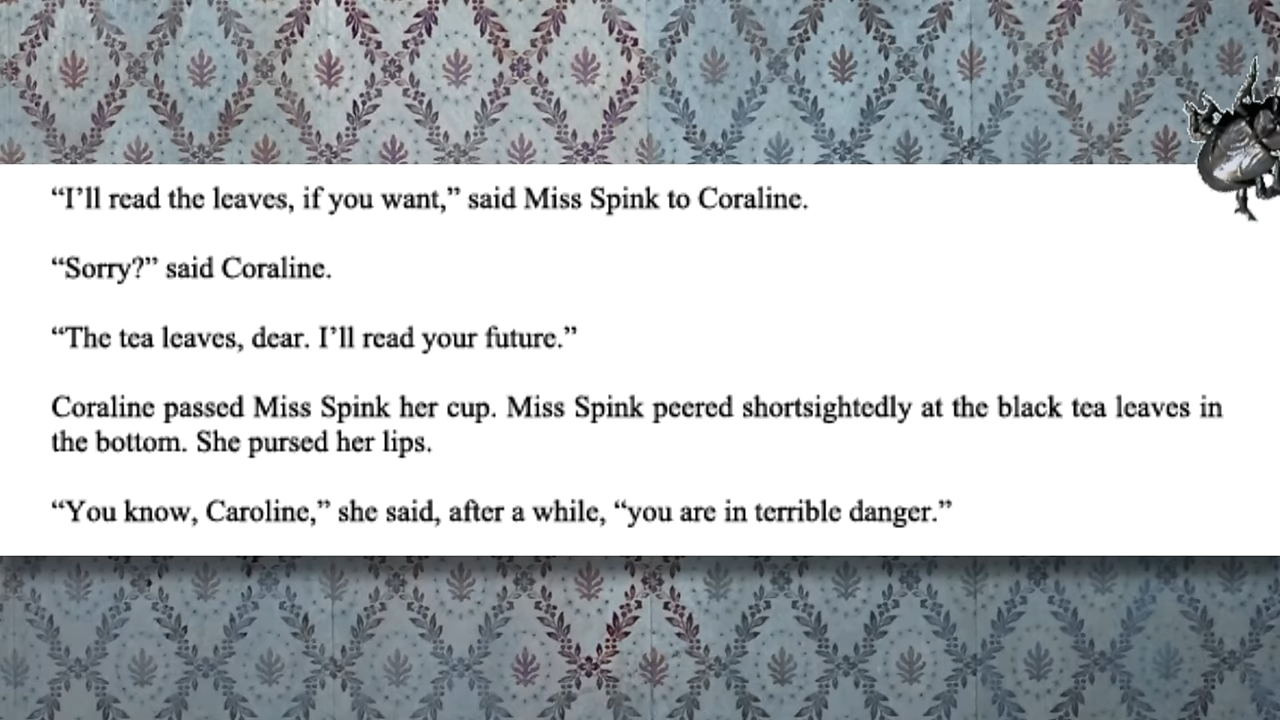 “I’ll read the leaves, if you want,” said Miss Spink to Coraline.
“Sorry?” said Coraline.
“The tea leaves, dear. I’ll read your future.”
Coraline passed Miss Spink her cup. Miss Spink peered shortsightedly at the black tea leaves in
the bottom. She pursed her lips.
“You know, Caroline,” she said, after a while, “you are in terrible danger.”